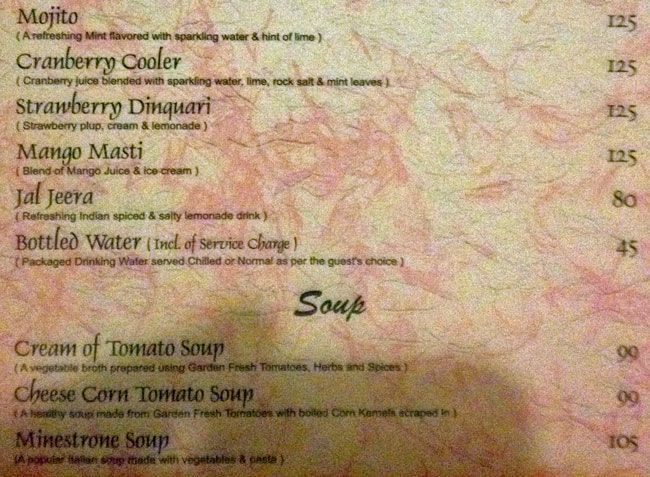 Mojito 125
( A refreshing Mint flavored with sparkling water & hint of lime )
Cranberry Cooler 125
( Cranberry juice blended with sparkling water, lime, rock salt & mint leaves )
Strawberry Dinquari 125
( Strawberry plup, cream & lemonade )
Mango Masti 125
( Blend of Mango Juice & ice cream )
Jal Jeera 80
( Refreshing Indian spiced & salty lemonade drink )
Bottled Water ( Incl. of Service Charge ) 45
( Packaged Drinking Water served Chilled or Normal as per the guest's choice )
Soup
Cream of Tomato Soup 90
( A vegetable broth prepared using Garden Fresh Tomatoes, Herbs and Spices )
Cheese Corn Tomato Soup 90
( A healthy soup made from Garden Fresh Tomatoes with boiled Corn Kernels scraped in )
Minestrone Soup 105
(A popular Italian soup made with vegetables & pasta )